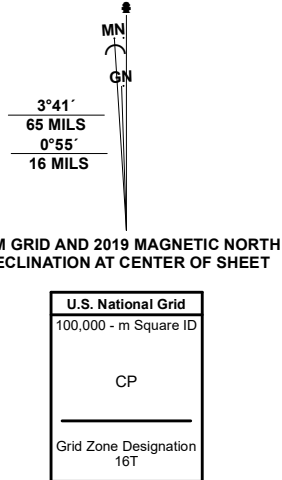 MN
GN
3°41´
65 MILS
0°55´
16 MILS
M GRID AND 2019 MAGNETIC NORTH
ECLINATION AT CENTER OF SHEET
U.S. National Grid
100,000 - m Square ID
CP
Grid Zone Designation
16T